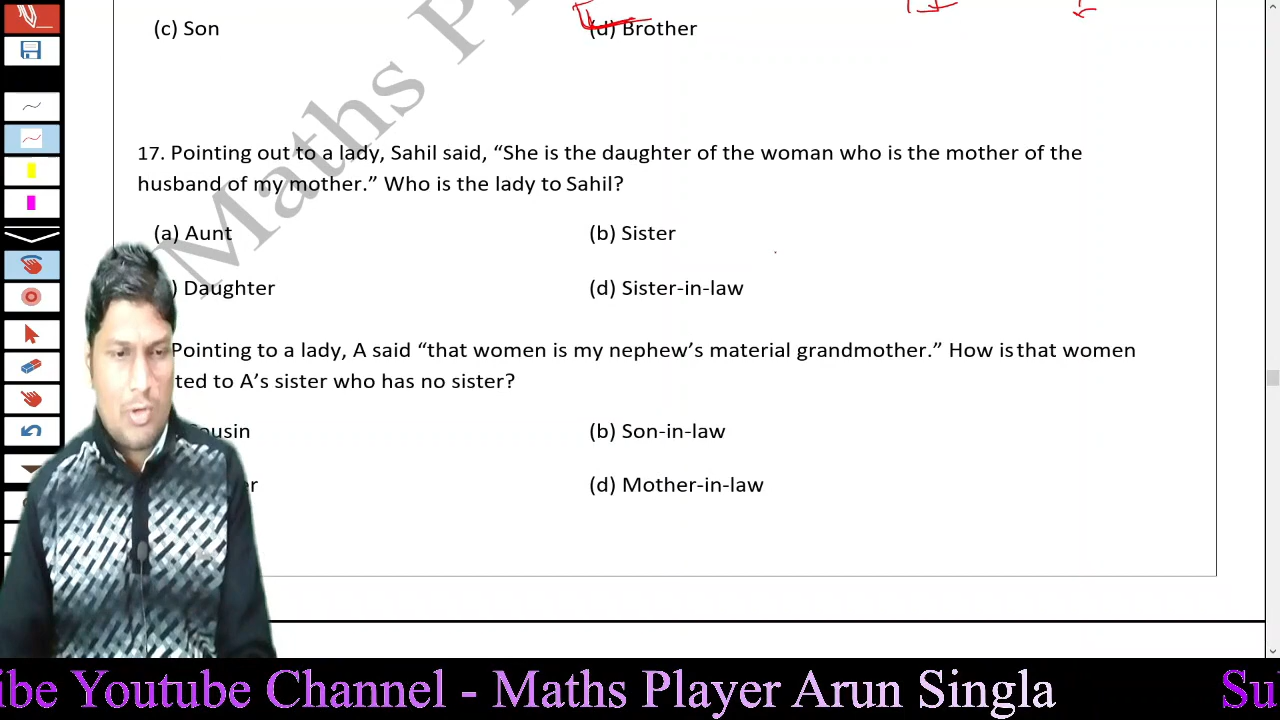 (c) Son (d) Brother
Maths P
17. Pointing out to a lady, Sahil said, “She is the daughter of the woman who is the mother of the
husband of my mother.” Who is the lady to Sahil?
(a) Aunt (b) Sister
) Daughter (d) Sister-in-law
Pointing to a lady, A said “that women is my nephew’s material grandmother.” How is that women
ted to A’s sister who has no sister?
ousin (b) Son-in-law
er (d) Mother-in-law
ibe Youtube Channel - Maths Player Arun Singla Su